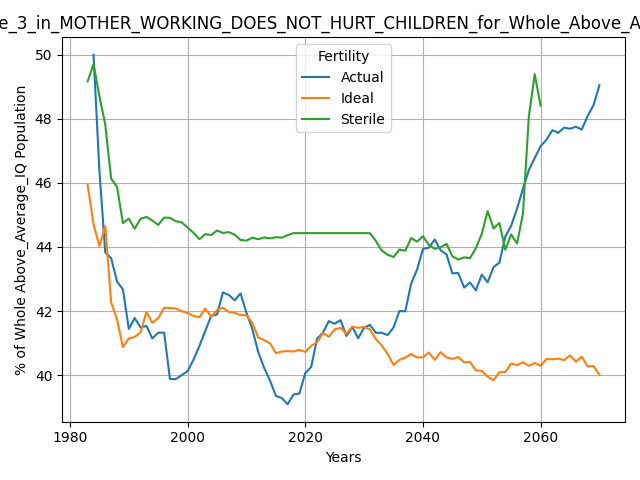 e_3_in_MOTHER_WORKING_DOES_NOT_HURT_CHILDREN_for_Whole_Above_A
Fertility
Actual
Ideal
Sterile
% of Whole Above_Average_IQ Population
50
48
46
44
42
40
1980
2000
2020
2040
2060
Years